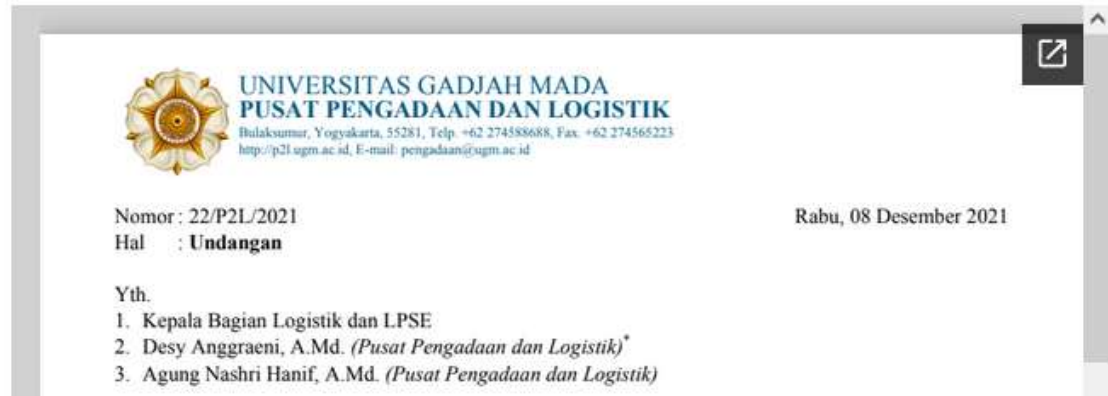 UNIVERSITAS GADJAH MADA
PUSAT PENGADAAN DAN LOGISTIK
Bulaksumur, Yogyakarta, 55281, Telp. +62 274588688, Fax. +62 274565223
http://p2l.ugm.ac.id, E-mail: pengadaan@ugm.ac.id
Nomor : 22/P2L/2021 Rabu, 08 Desember 2021
Hal : Undangan
Yth.
1. Kepala Bagian Logistik dan LPSE
2. Desy Anggraeni, A.Md. (Pusat Pengadaan dan Logistik)*
3. Agung Nashri Hanif, A.Md. (Pusat Pengadaan dan Logistik)